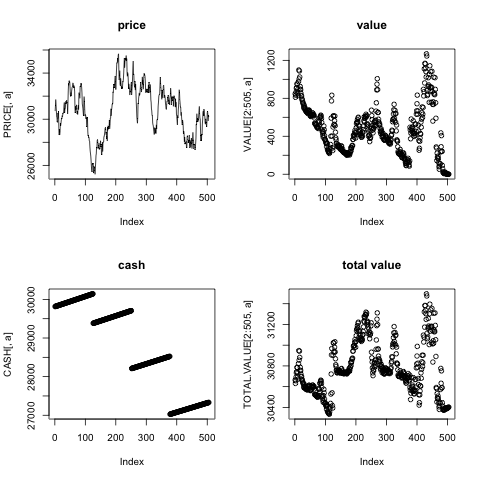 price
PRICE[, a]
26000 30000 34000
0 100 200 300 400 500
Index
value
VALUE[2:505, a]
0 400 800 1200
0 100 200 300 400 500
Index
cash
CASH[, a]
27000 28000 29000 30000
0 100 200 300 400 500
Index
total value
TOTAL.VALUE[2:505, a]
30400 30800 31200
0 100 200 300 400 500
Index